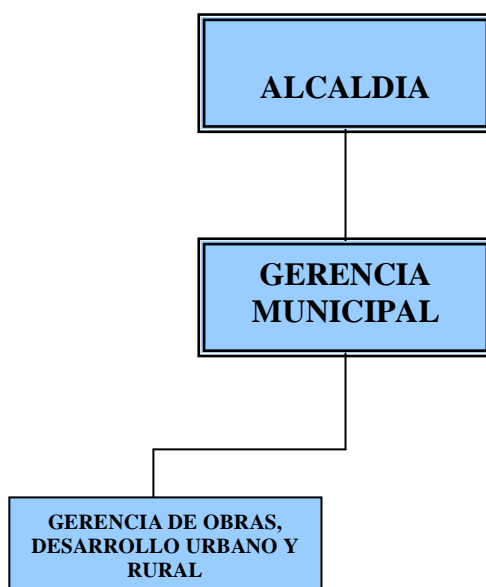 ALCALDIA
GERENCIA
MUNICIPAL
GERENCIA DE OBRAS,
DESARROLLO URBANO Y
RURAL